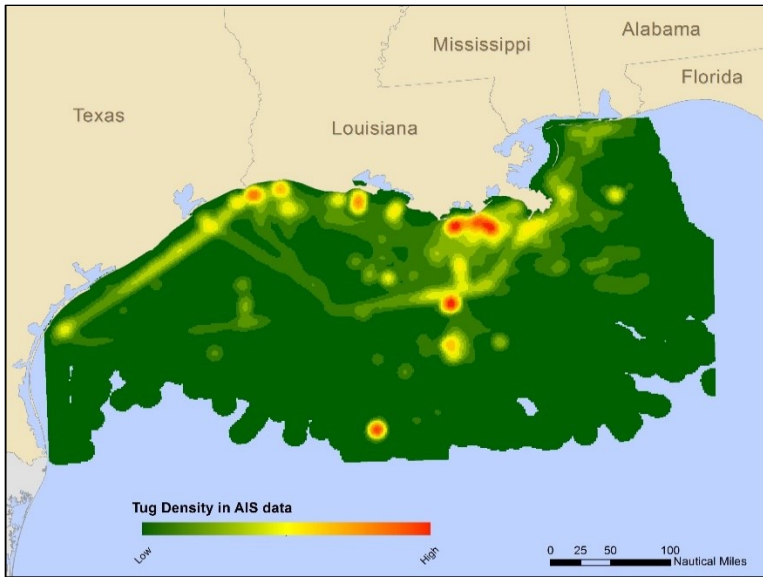 Mississippi
Alabama
Florida
Texas
Louisiana
Tug Density in AIS data
Low
High
0 25 50 100
Nautical Miles